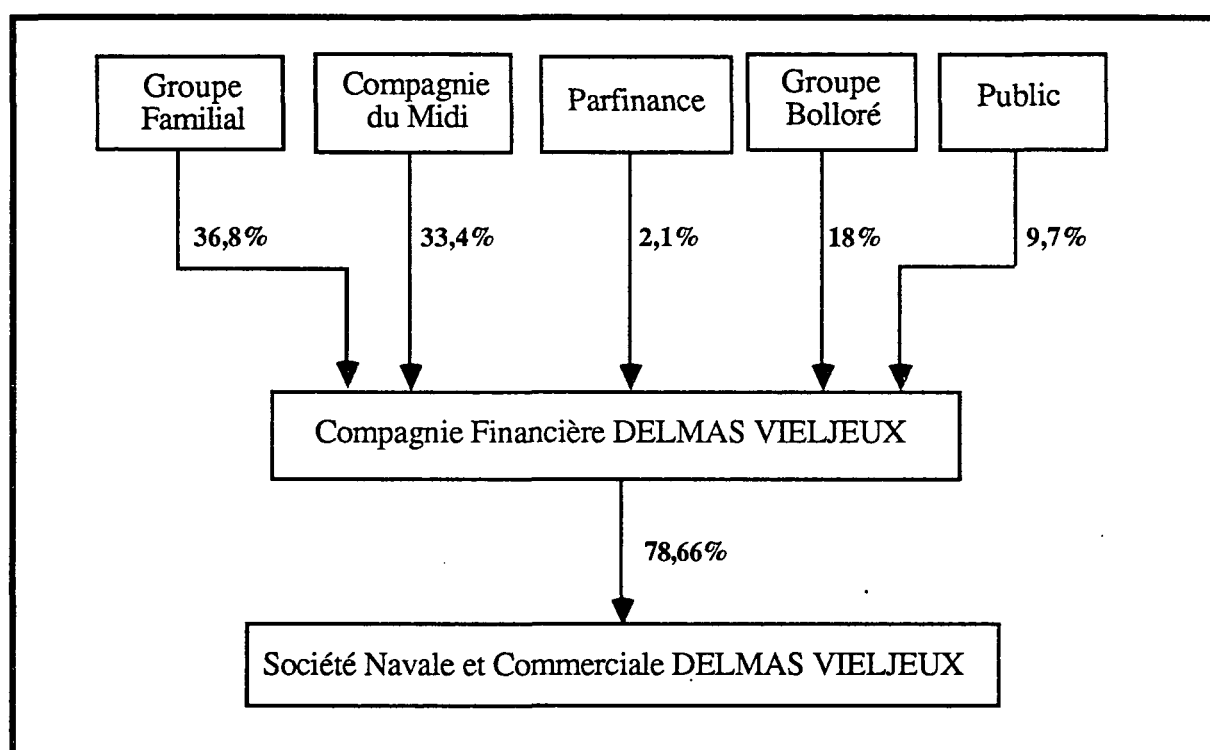 Groupe
Familial
Compagnie
du Midi
Parfinance
Groupe
Bolloré
Public
36,8%
33,4%
2,1%
18%
9,7%
Compagnie Financière DELMAS VIELJEUX
78,66%
Société Navale et Commerciale DELMAS VIELJEUX